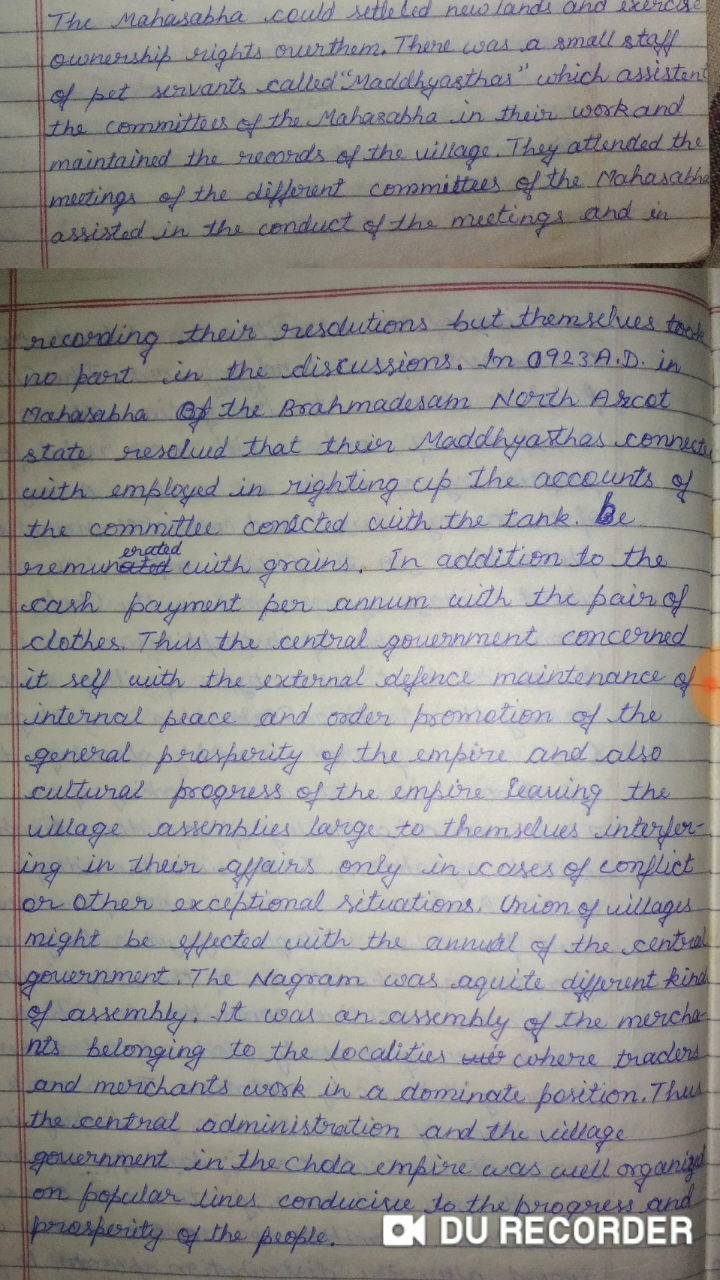 The Mahasabha could setteled new lands and exercise
ownership rights overthem. There was a small staff
of pet servants called "Maddhyasthas" which assistent
the committees of the Mahasabha in their work and
maintained the records of the village. They attended the
meetings of the different committees of the Mahasabha
assisted in the conduct of the meetings and in
recording their resolutions but themselves took
no part in the discussions. In 0923 A.D. in
Mahasabha Of the Brahmadesam North Arcot
state resolved that their Maddhyasthas
with employed in righting up the accounts of
the committee conicted with the tank. Be
remunerated with grains. In addition to the
cash payment per annum with the pair of
clothes. Thus the central government concerned
it self with the external defence maintenance of
internal peace and order promotion of the
general prosperity of the empire and also
cultural progress of the empire leaving the
village assemblies large to themselves interfer-
ing in their affairs only in cases of conflict
or other exceptional situations. Union of villages
might be effected with the of the central
government. The Nagram was aquite different kind
of assembly. It was an assembly of the mercha-
nts belonging to the localities where traders
and merchants work in a dominate position. Thus
the central administration and the village
government in the Chola empire was well organized
on popular lines conducive to the progress and
prosperity of the people.
DU RECORDER